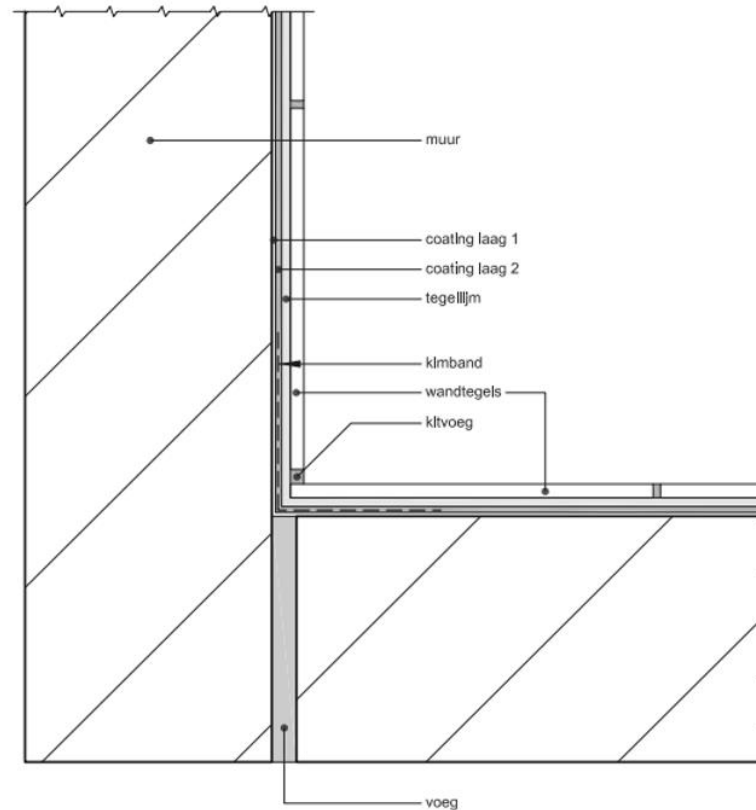 muur
coating laag 1
coating laag 2
tegellijm
kimband
wandtegels
kitvoeg
voeg